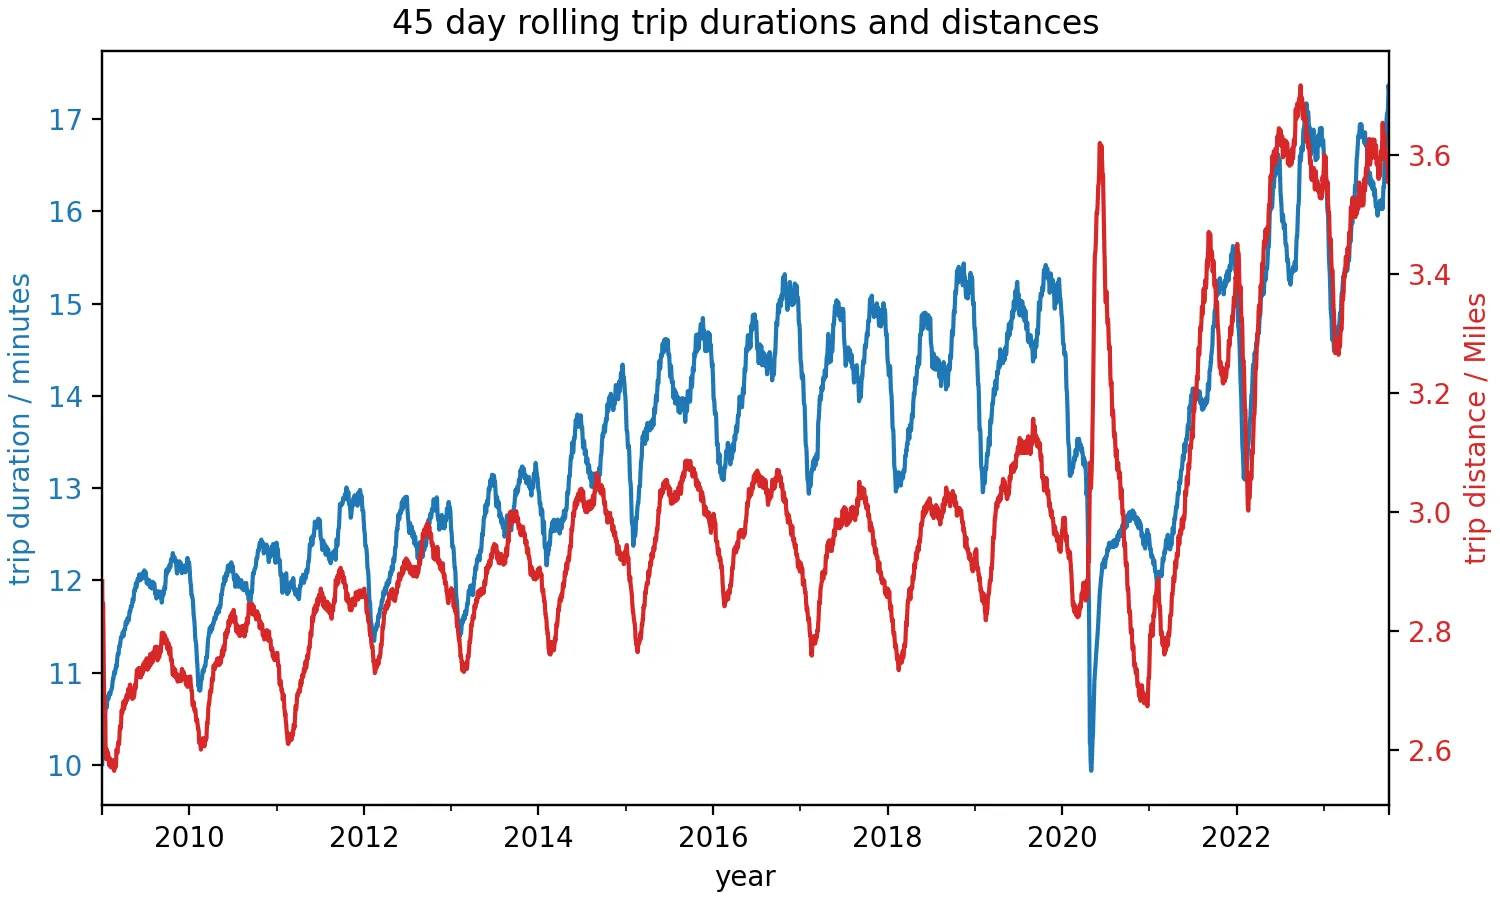 45 day rolling trip durations and distances
17
16
15
14
13
12
11
10
trip duration / minutes
3.6
3.4
3.2
3.0
2.8
2.6
trip distance / Miles
2010 2012 2014 2016 2018 2020 2022
year